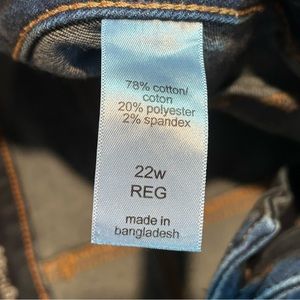 78% cotton/
coton
20% polyester
2% spandex
22w
REG
made in
bangladesh